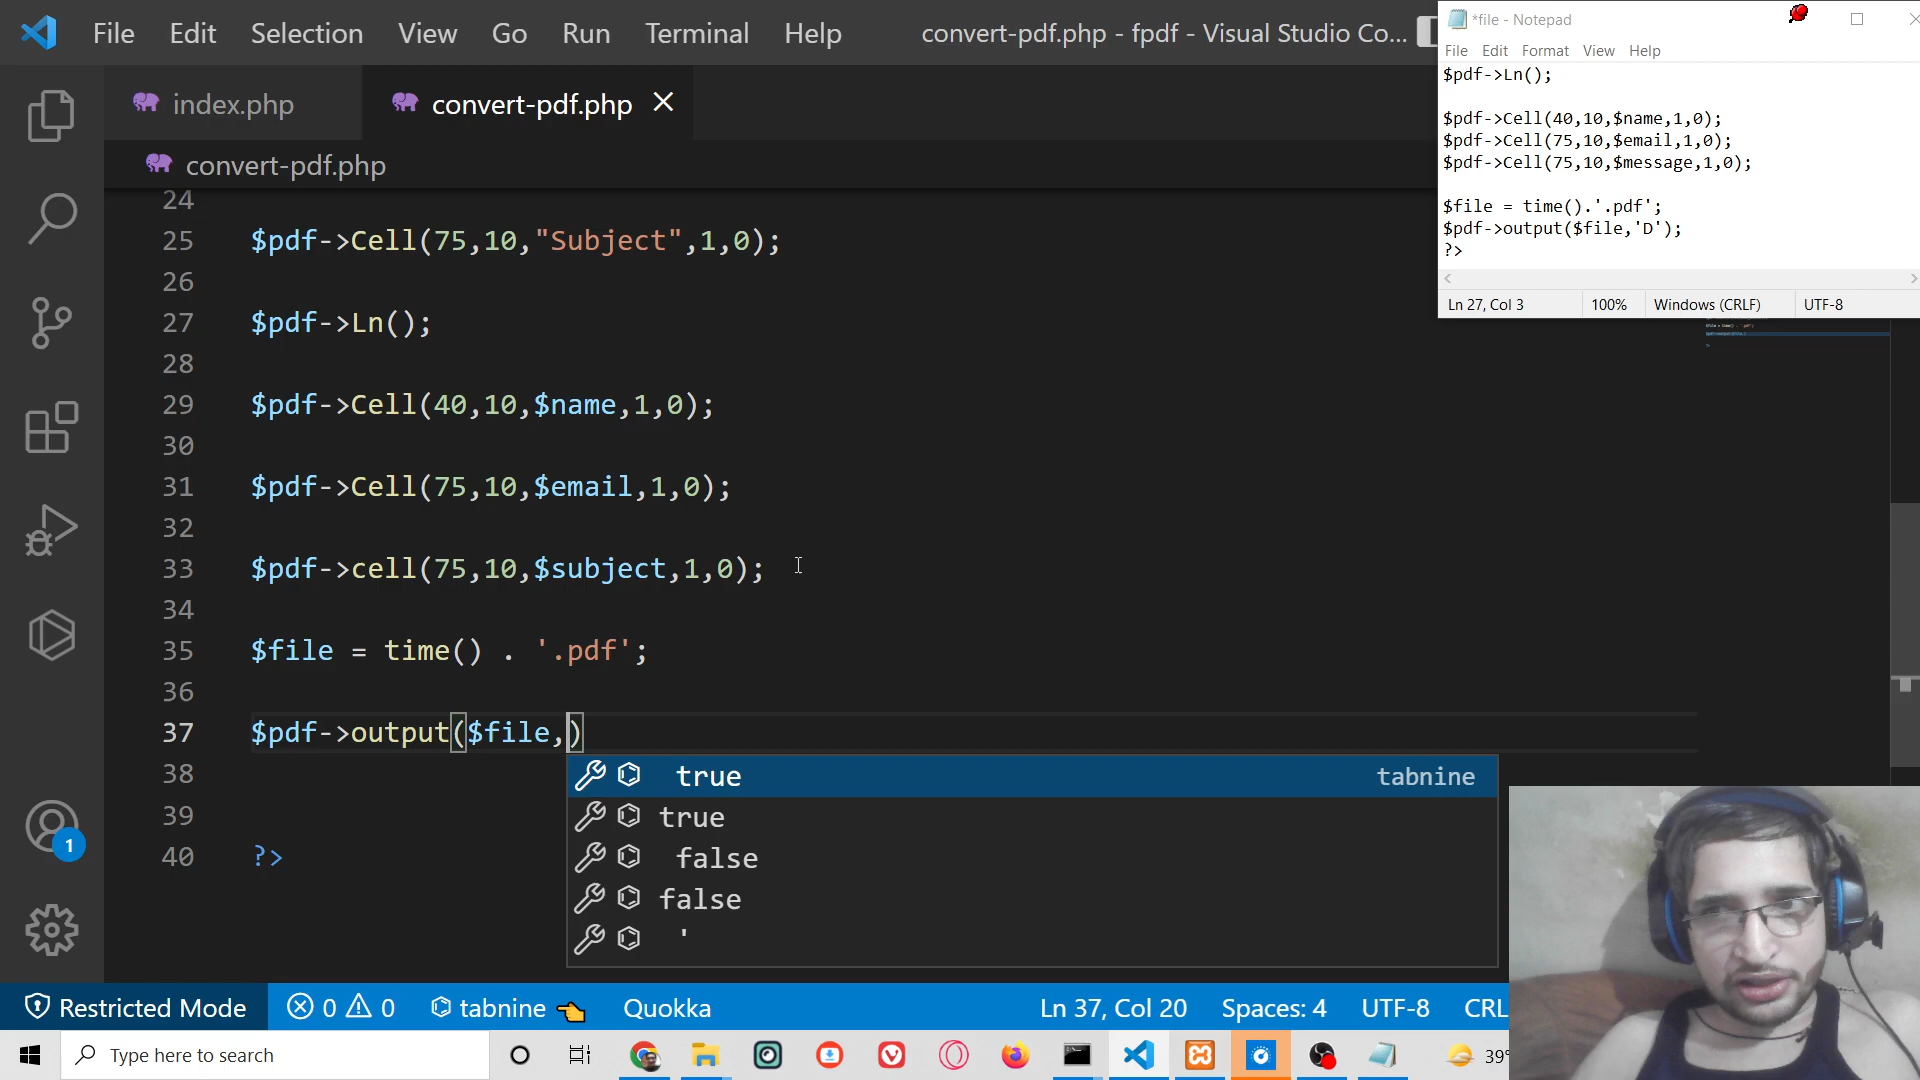 File Edit Selection View Go Run Terminal Help convert-pdf.php - fpdf - Visual Studio Co...
index.php convert-pdf.php
convert-pdf.php
24
25 $pdf->Cell(75,10,"Subject",1,0);
26
27 $pdf->Ln();
28
29 $pdf->Cell(40,10,$name,1,0);
30
31 $pdf->Cell(75,10,$email,1,0);
32
33 $pdf->cell(75,10,$subject,1,0);
34
35 $file = time() . '.pdf';
36
37 $pdf->output($file,)
38
39
40 ?>
true tabnine
true
false
false
'
*file - Notepad
File Edit Format View Help
$pdf->Ln();
$pdf->Cell(40,10,$name,1,0);
$pdf->Cell(75,10,$email,1,0);
$pdf->Cell(75,10,$message,1,0);
$file = time().'.pdf';
$pdf->output($file,'D');
?>
Ln 27, Col 3 100% Windows (CRLF) UTF-8
1
Restricted Mode 0 0 tabnine Quokka Ln 37, Col 20 Spaces: 4 UTF-8 CRL
Type here to search 39°